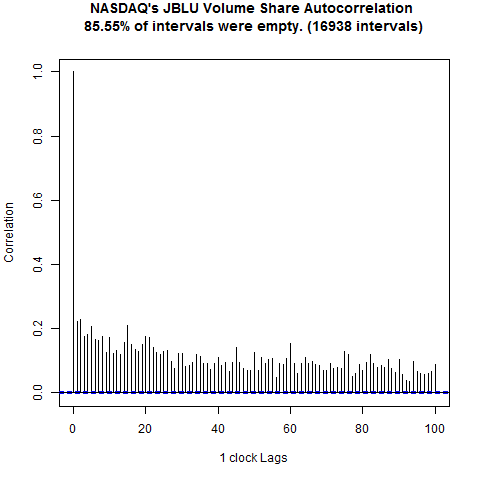 NASDAQ's JBLU Volume Share Autocorrelation
85.55% of intervals were empty. (16938 intervals)
1.0
0.8
0.6
0.4
0.2
0.0
Correlation
0 20 40 60 80 100
1 clock Lags